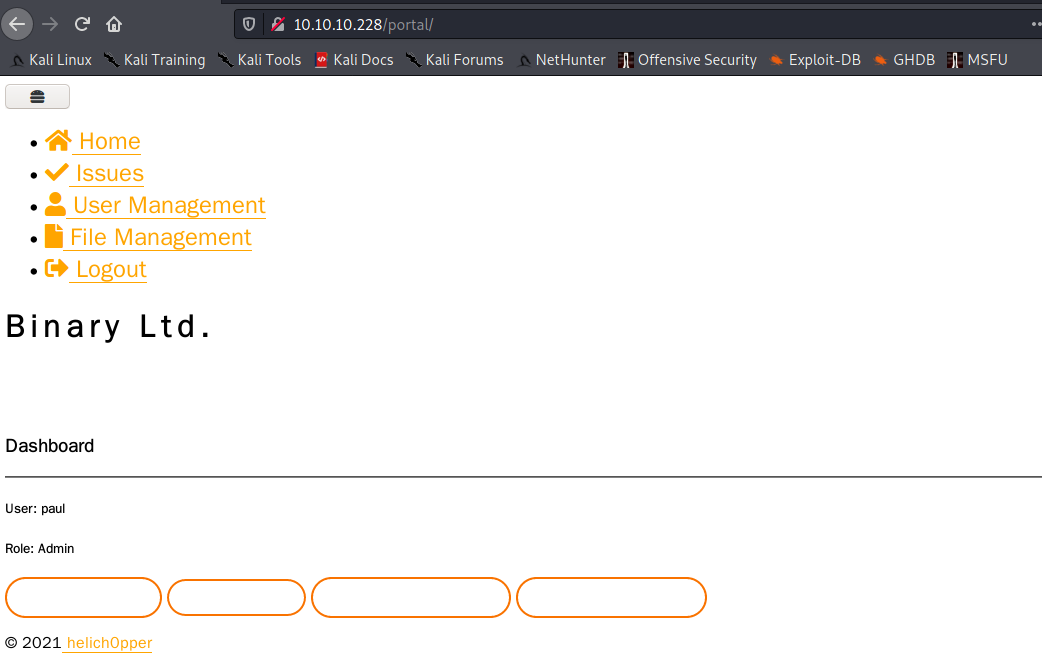 10.10.10.228/portal/
Kali Linux Kali Training Kali Tools Kali Docs Kali Forums NetHunter Offensive Security Exploit-DB GHDB MSFU
Home
Issues
User Management
File Management
Logout
Binary Ltd.
Dashboard
User: paul
Role: Admin
© 2021 helich0pper